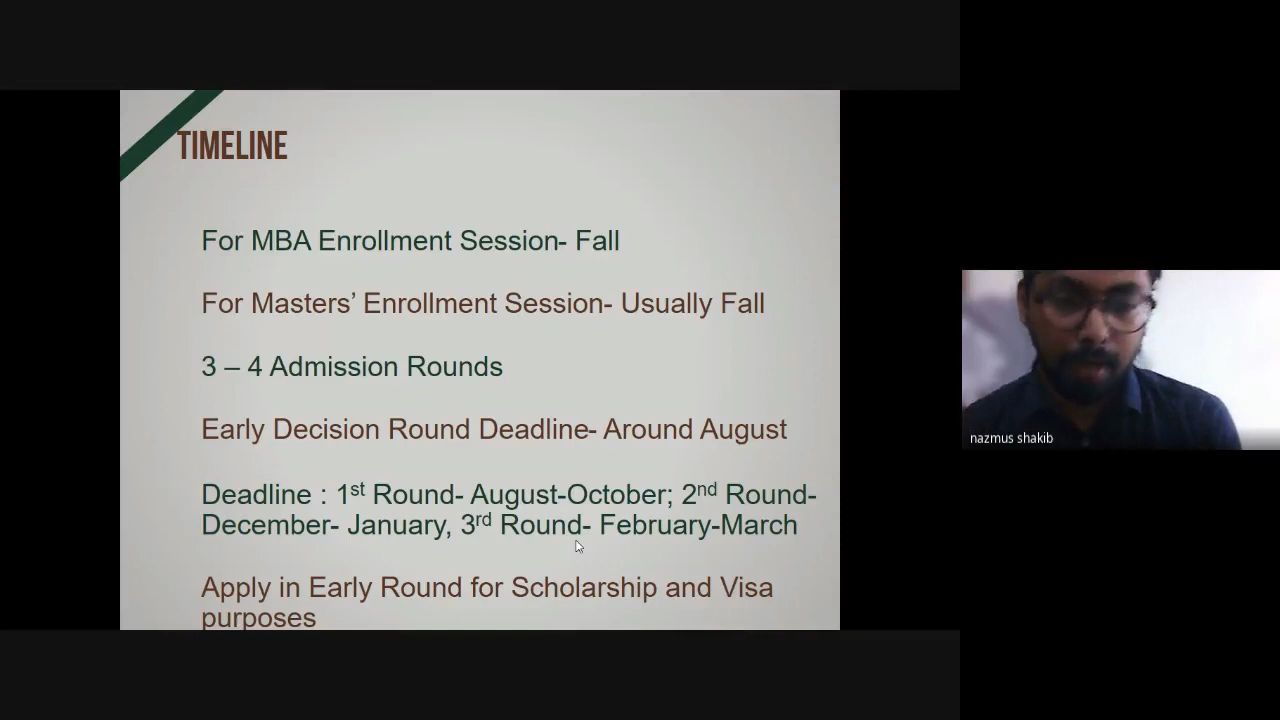 TIMELINE
For MBA Enrollment Session- Fall
For Masters’ Enrollment Session- Usually Fall
3 – 4 Admission Rounds
Early Decision Round Deadline- Around August
Deadline : 1st Round- August-October; 2nd Round-
December- January, 3rd Round- February-March
Apply in Early Round for Scholarship and Visa
purposes
nazmus shakib